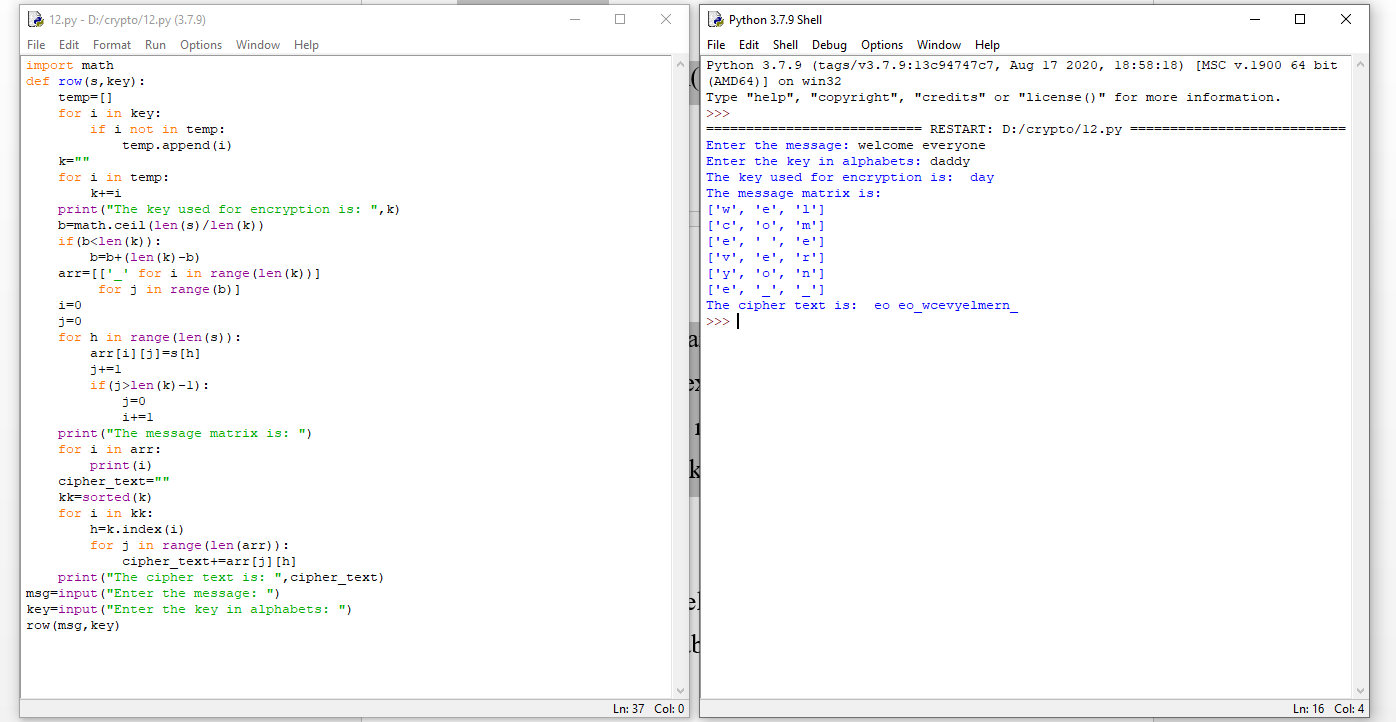 12.py - D:/crypto/12.py (3.7.9)
File Edit Format Run Options Window Help
import math
def row(s,key):
    temp=[]
    for i in key:
        if i not in temp:
            temp.append(i)
    k=""
    for i in temp:
        k+=i
    print("The key used for encryption is: ",k)
    b=math.ceil(len(s)/len(k))
    if(b<len(k)):
        b=b+(len(k)-b)
    arr=[['_' for i in range(len(k))]
         for j in range(b)]
    i=0
    j=0
    for h in range(len(s)):
        arr[i][j]=s[h]
        j+=1
        if(j>len(k)-1):
            j=0
            i+=1
    print("The message matrix is: ")
    for i in arr:
        print(i)
    cipher_text=""
    kk=sorted(k)
    for i in kk:
        h=k.index(i)
        for j in range(len(arr)):
            cipher_text+=arr[j][h]
    print("The cipher text is: ",cipher_text)
msg=input("Enter the message: ")
key=input("Enter the key in alphabets: ")
row(msg,key)
Ln: 37 Col: 0
Python 3.7.9 Shell
File Edit Shell Debug Options Window Help
Python 3.7.9 (tags/v3.7.9:13c94747c7, Aug 17 2020, 18:58:18) [MSC v.1900 64 bit
(AMD64)] on win32
Type "help", "copyright", "credits" or "license()" for more information.
>>>
=========================== RESTART: D:/crypto/12.py ===========================
Enter the message: welcome everyone
Enter the key in alphabets: daddy
The key used for encryption is:  day
The message matrix is:
['w', 'e', 'l']
['c', 'o', 'm']
['e', ' ', 'e']
['v', 'e', 'r']
['y', 'o', 'n']
['e', '_', '_']
The cipher text is:  eo eo_wcevyelmern_
>>>
Ln: 16 Col: 4